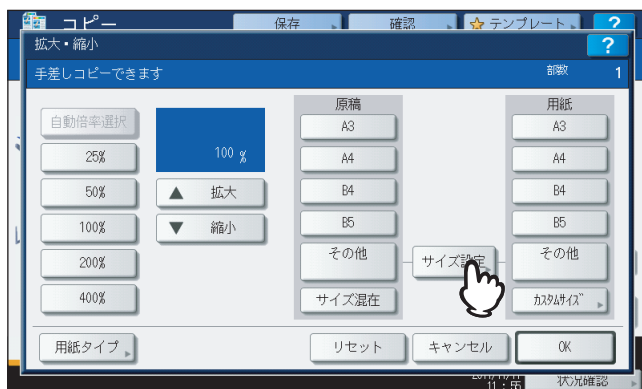 コピー
保存
確認
テンプレート
?
拡大・縮小
?
手差しコピーできます
部数 1
原稿
用紙
自動倍率選択
100 %
A3
A3
25%
A4
A4
50%
▲ 拡大
B4
B4
100%
▼ 縮小
B5
B5
200%
その他
サイズ設定
その他
400%
サイズ混在
カスタムサイズ
用紙タイプ
リセット
キャンセル
OK
状況確認